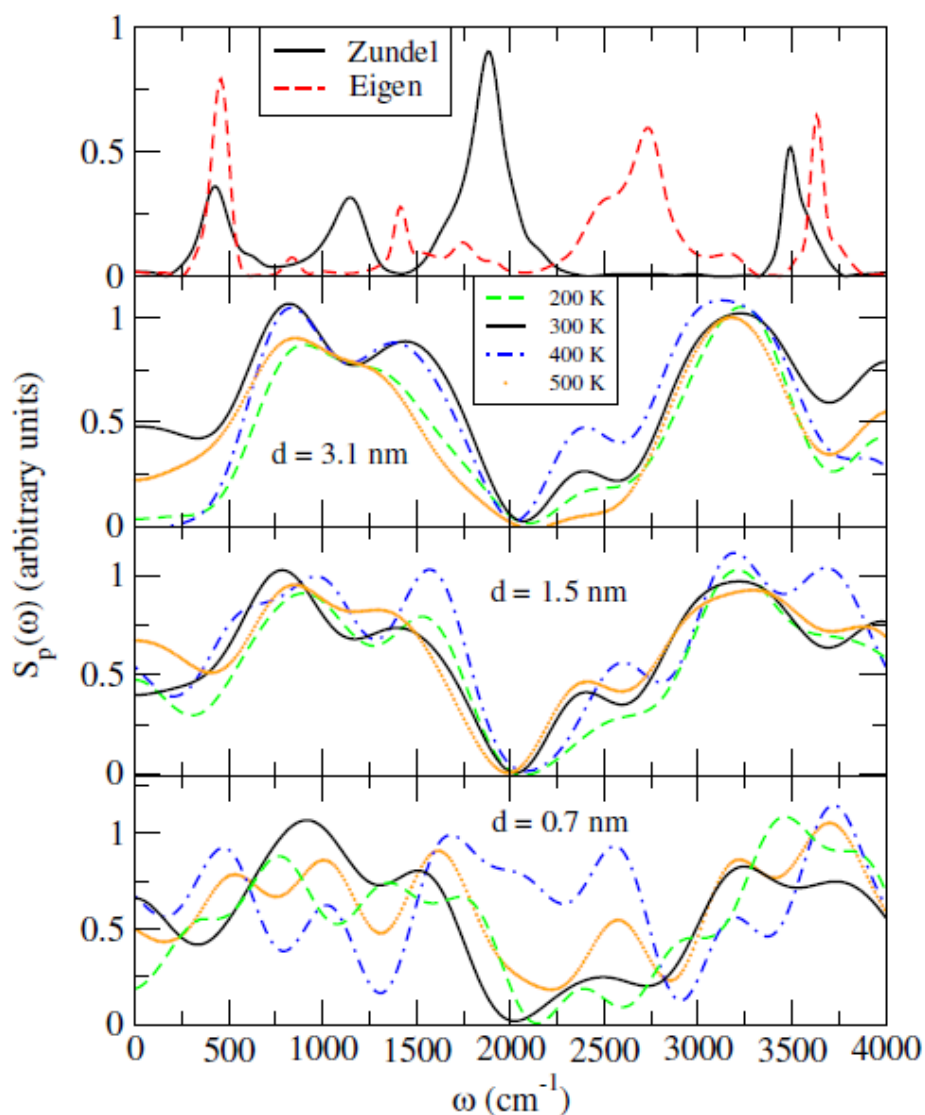 1
0.5
0
Zundel
Eigen
1
0.5
0
200 K
300 K
400 K
500 K
d = 3.1 nm
1
0.5
0
d = 1.5 nm
1
0.5
0
d = 0.7 nm
0 500 1000 1500 2000 2500 3000 3500 4000
ω (cm⁻¹)
Sₚ(ω) (arbitrary units)